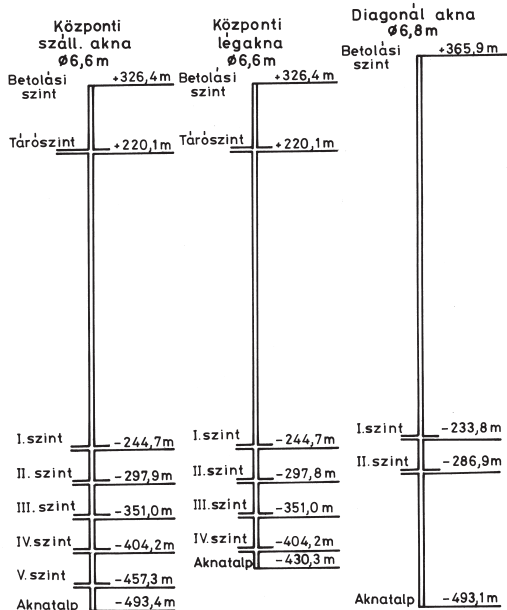 Központi
száll. akna
ø6,6m
Betolási
szint
+326,4m
Tárószint
+220,1m
I.szint
-244,7m
II. szint
-297,9m
III. szint
-351,0m
IV.szint
-404,2m
V.szint
-457,3m
Aknatalp
-493,4m
Központi
légakna
ø6,6m
Betolási
szint
+326,4m
Tárószint
+220,1m
I.szint
-244,7m
II.szint
-297,8m
III.szint
-351,0m
IV.szint
-404,2m
Aknatalp
-430,3m
Diagonál akna
ø6,8m
Betolási
szint
+365,9m
I.szint
-233,8m
II.szint
-286,9m
Aknatalp
-493,1m